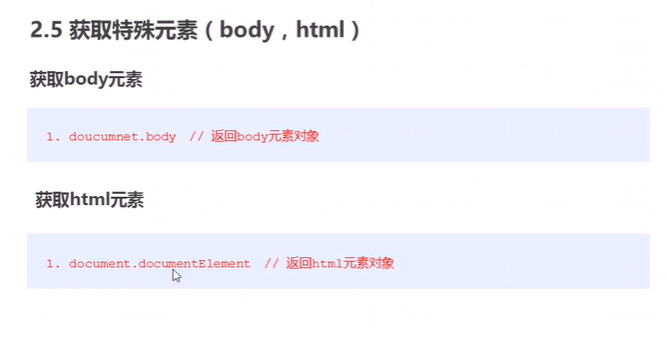 2.5 获取特殊元素（body，html）
获取body元素
1. doucumnet.body // 返回body元素对象
获取html元素
1. document.documentElement // 返回html元素对象